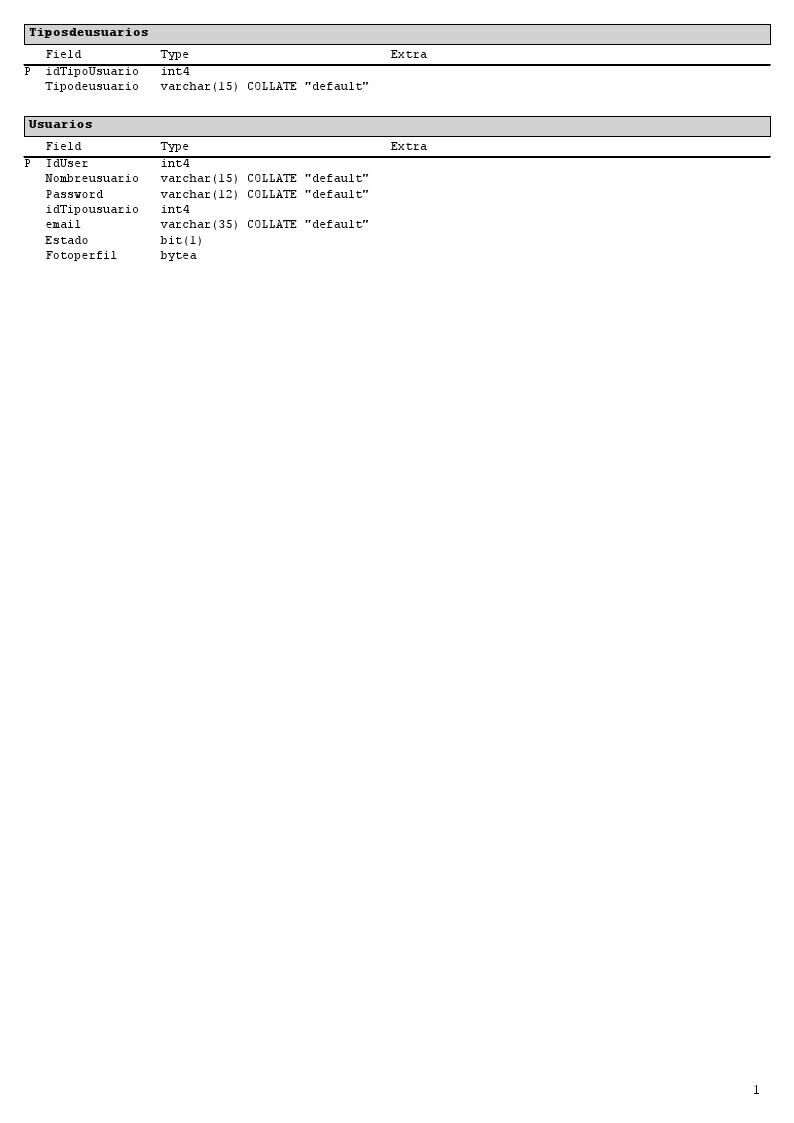 Tiposdeusuarios
Field Type Extra
P idTipoUsuario int4
Tipodeusuario varchar(15) COLLATE "default"
Usuarios
Field Type Extra
P IdUser int4
Nombreusuario varchar(15) COLLATE "default"
Password varchar(12) COLLATE "default"
idTipousuario int4
email varchar(35) COLLATE "default"
Estado bit(1)
Fotoperfil bytea
1